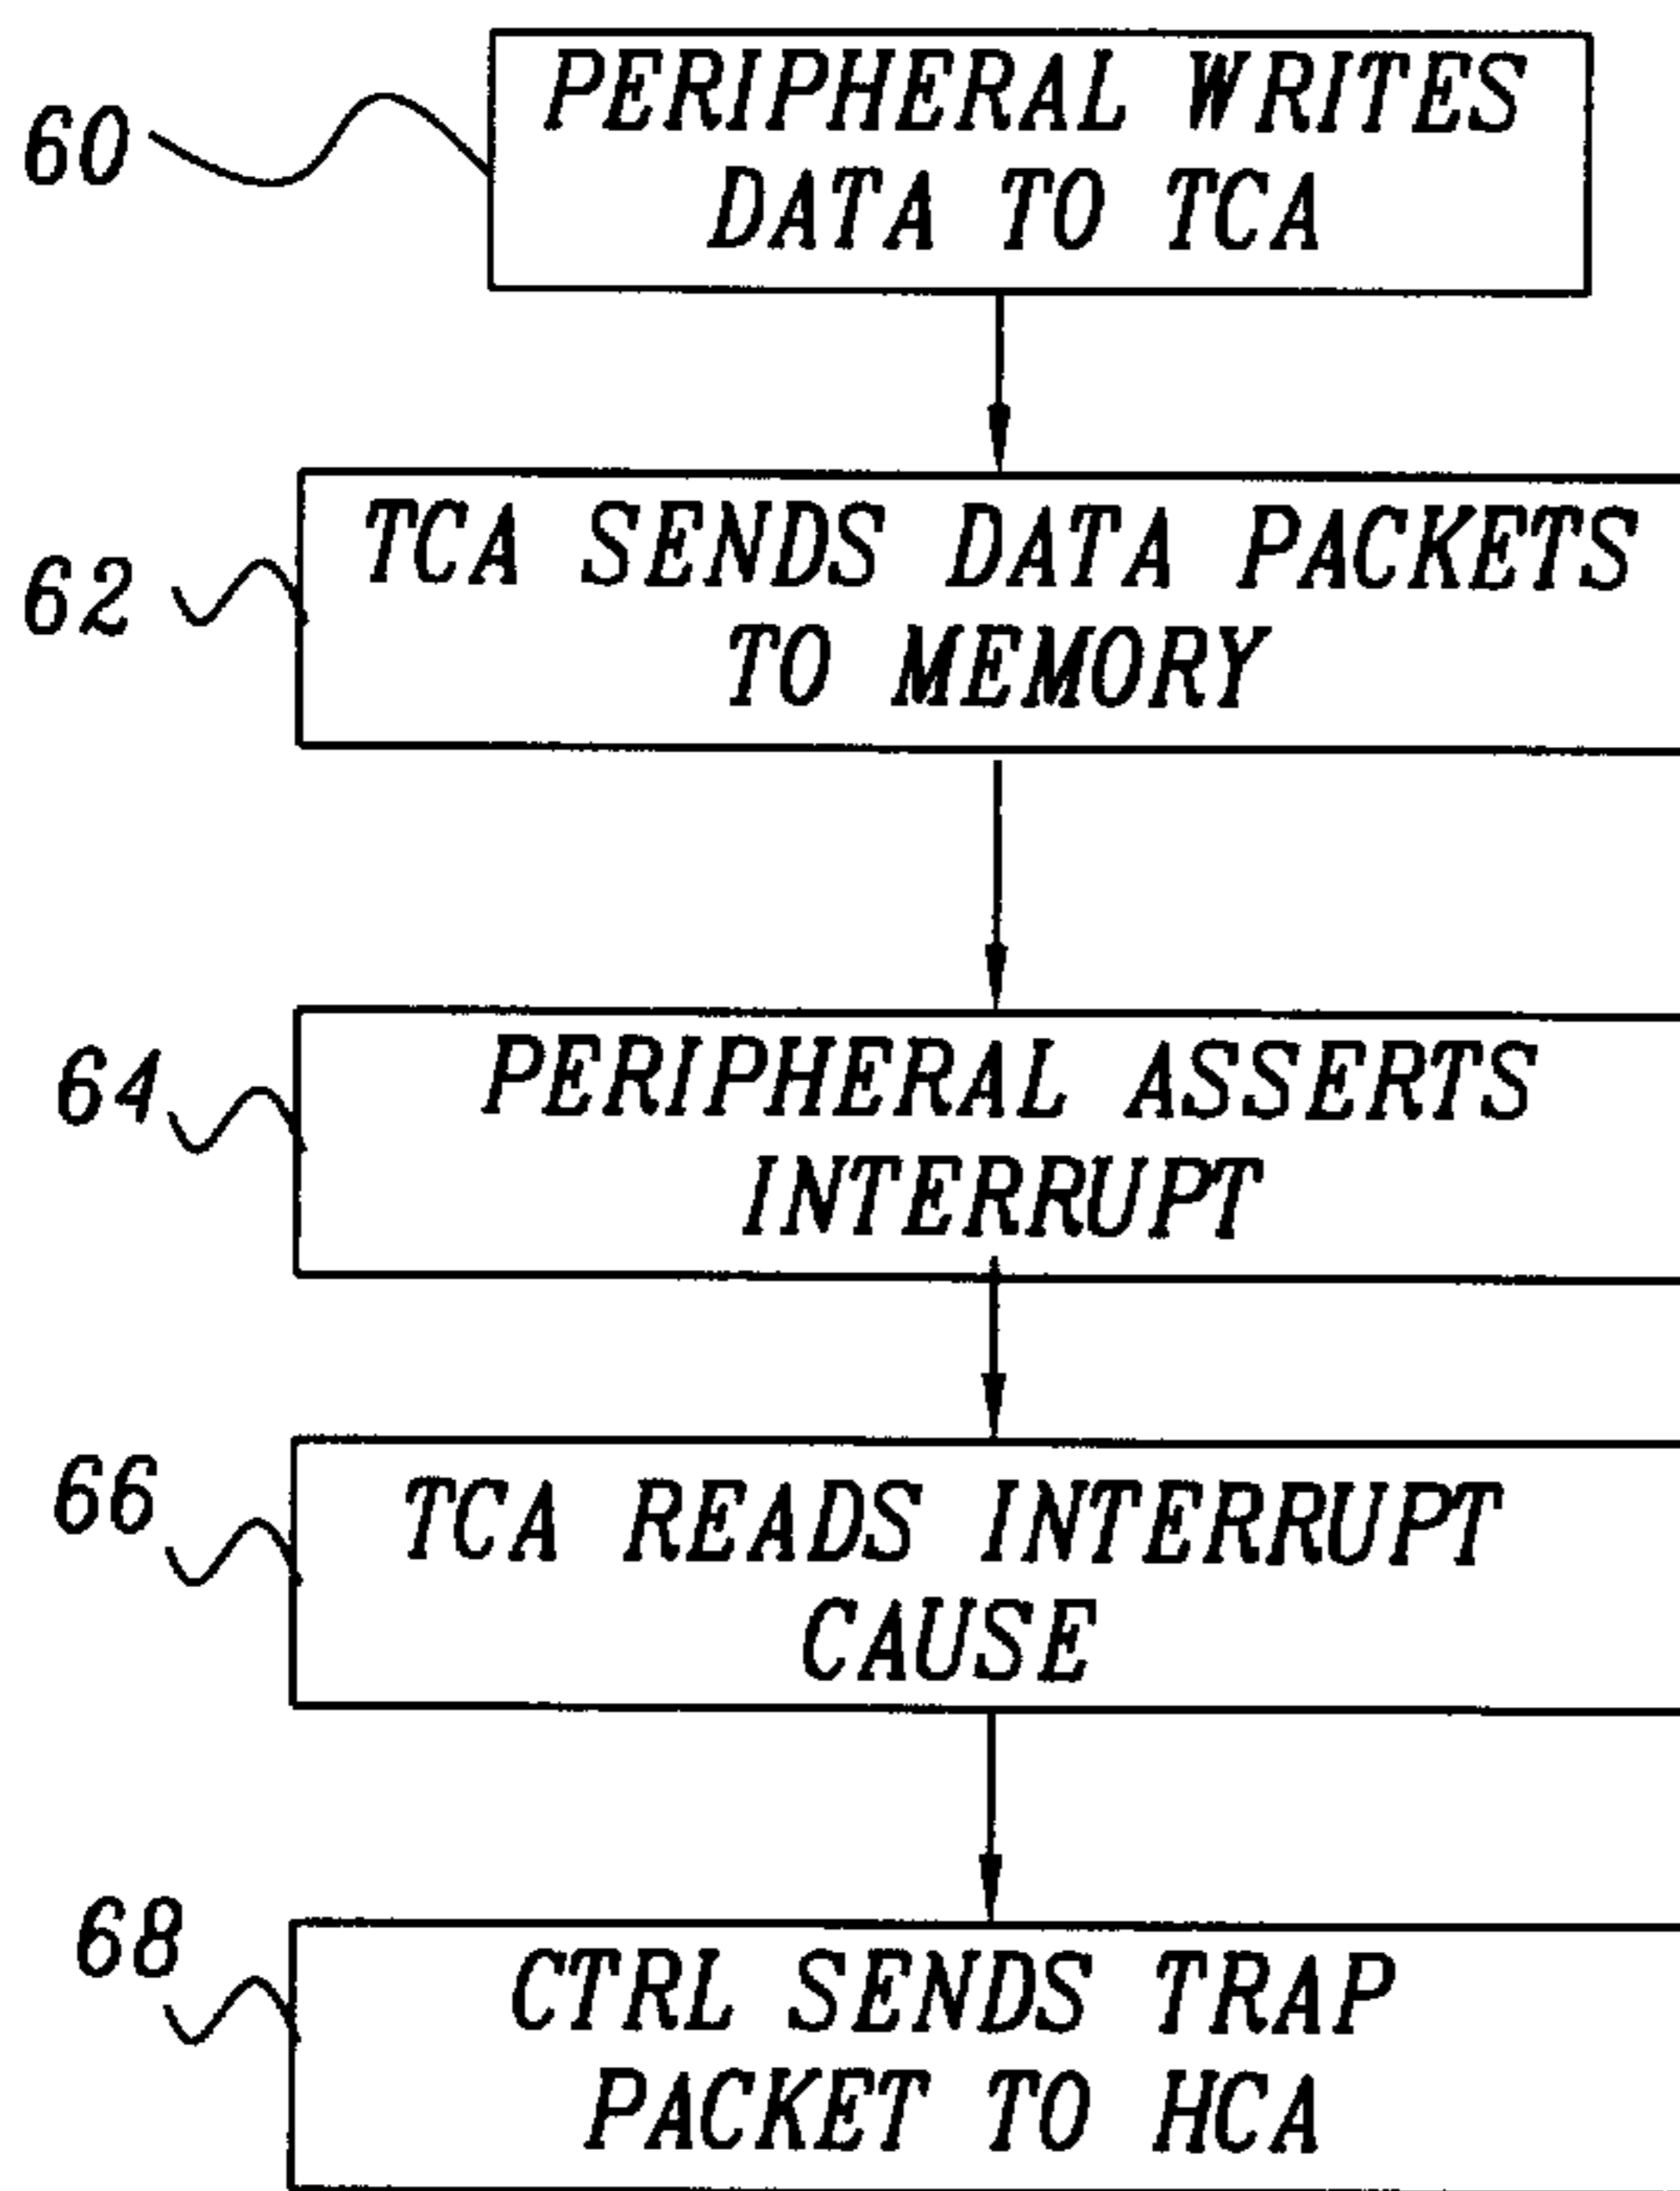 60
PERIPHERAL WRITES
DATA TO TCA
62
TCA SENDS DATA PACKETS
TO MEMORY
64
PERIPHERAL ASSERTS
INTERRUPT
66
TCA READS INTERRUPT
CAUSE
68
CTRL SENDS TRAP
PACKET TO HCA